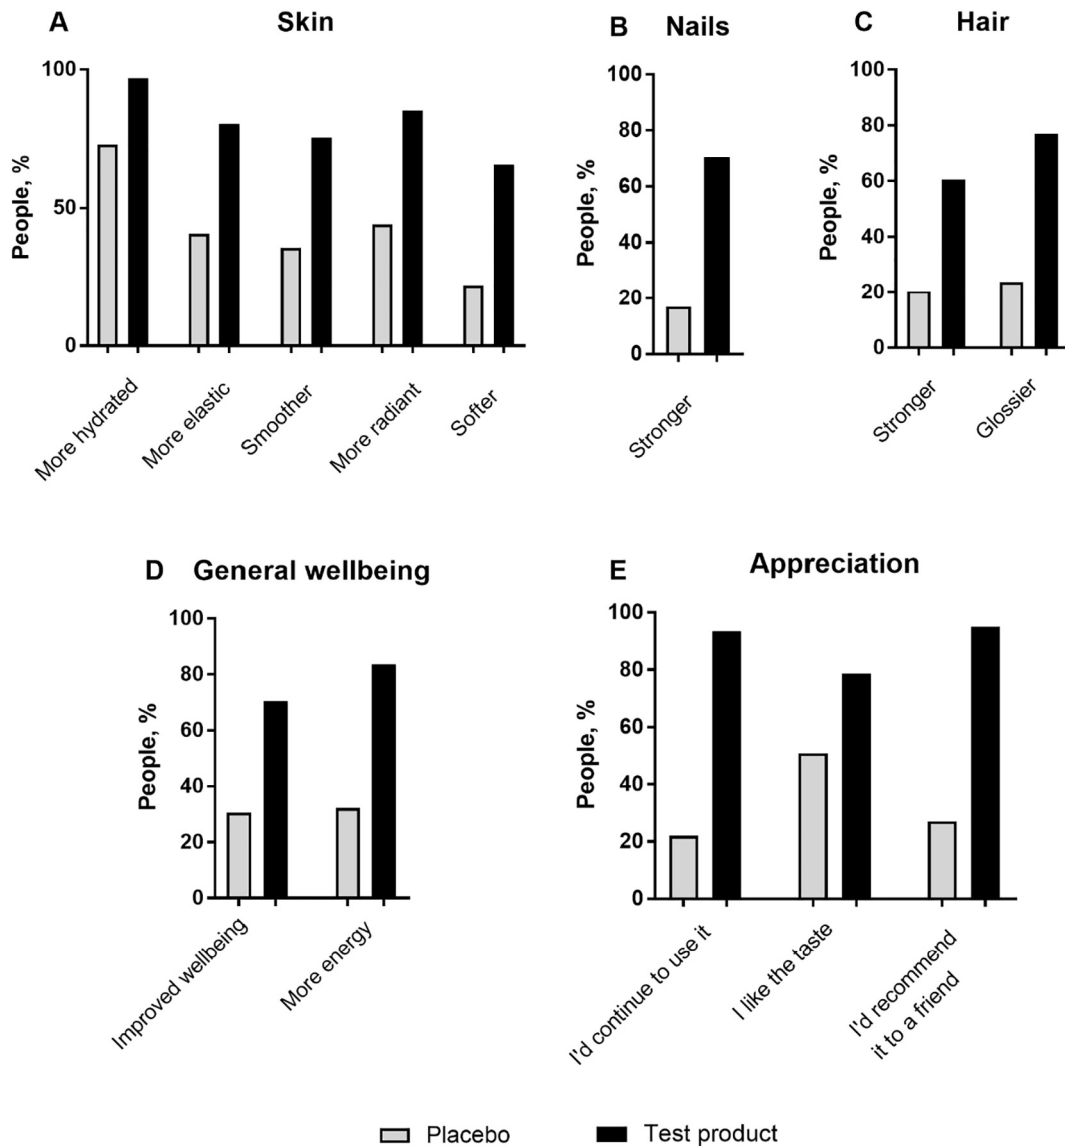 A Skin
People, %
100
50
0
More hydrated
More elastic
Smoother
More radiant
Softer
B Nails
People, %
100
80
60
40
20
0
Stronger
C Hair
People, %
100
80
60
40
20
0
Stronger
Glossier
D General wellbeing
People, %
100
80
60
40
20
0
Improved wellbeing
More energy
E Appreciation
People, %
100
80
60
40
20
0
I'd continue to use it
I like the taste
I'd recommend
it to a friend
Placebo
Test product